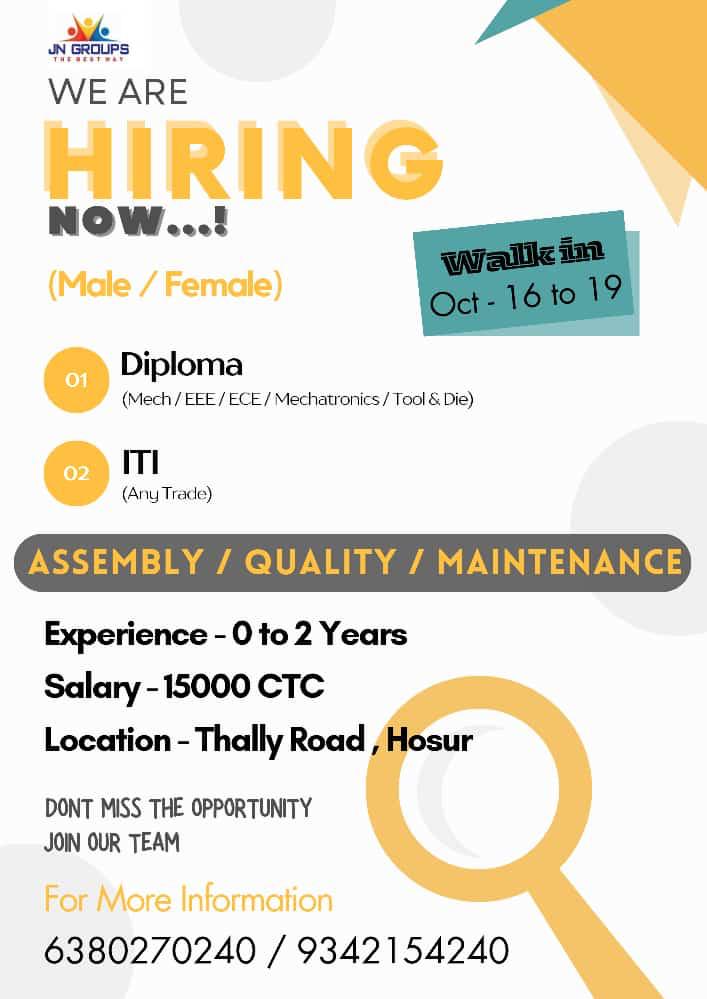 JN GROUPS
THE BEST WAY
WE ARE
HIRING
NOW...!
(Male / Female)
Walk in
Oct - 16 to 19
01
Diploma
(Mech / EEE / ECE / Mechatronics / Tool & Die)
02
ITI
(Any Trade)
ASSEMBLY / QUALITY / MAINTENANCE
Experience - 0 to 2 Years
Salary - 15000 CTC
Location - Thally Road , Hosur
DONT MISS THE OPPORTUNITY
JOIN OUR TEAM
For More Information
6380270240 / 9342154240